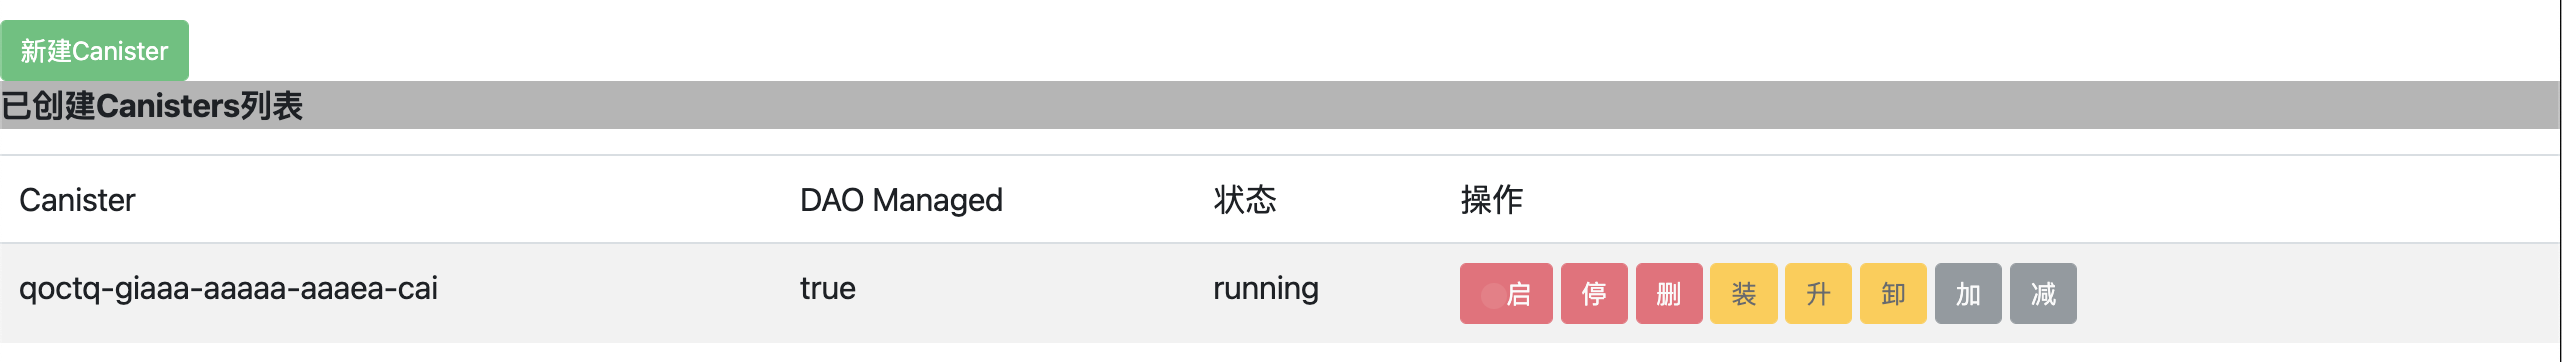 新建Canister
已创建Canisters列表
Canister DAO Managed 状态 操作
qoctq-giaaa-aaaaa-aaaea-cai true running 启 停 删 装 升 卸 加 减